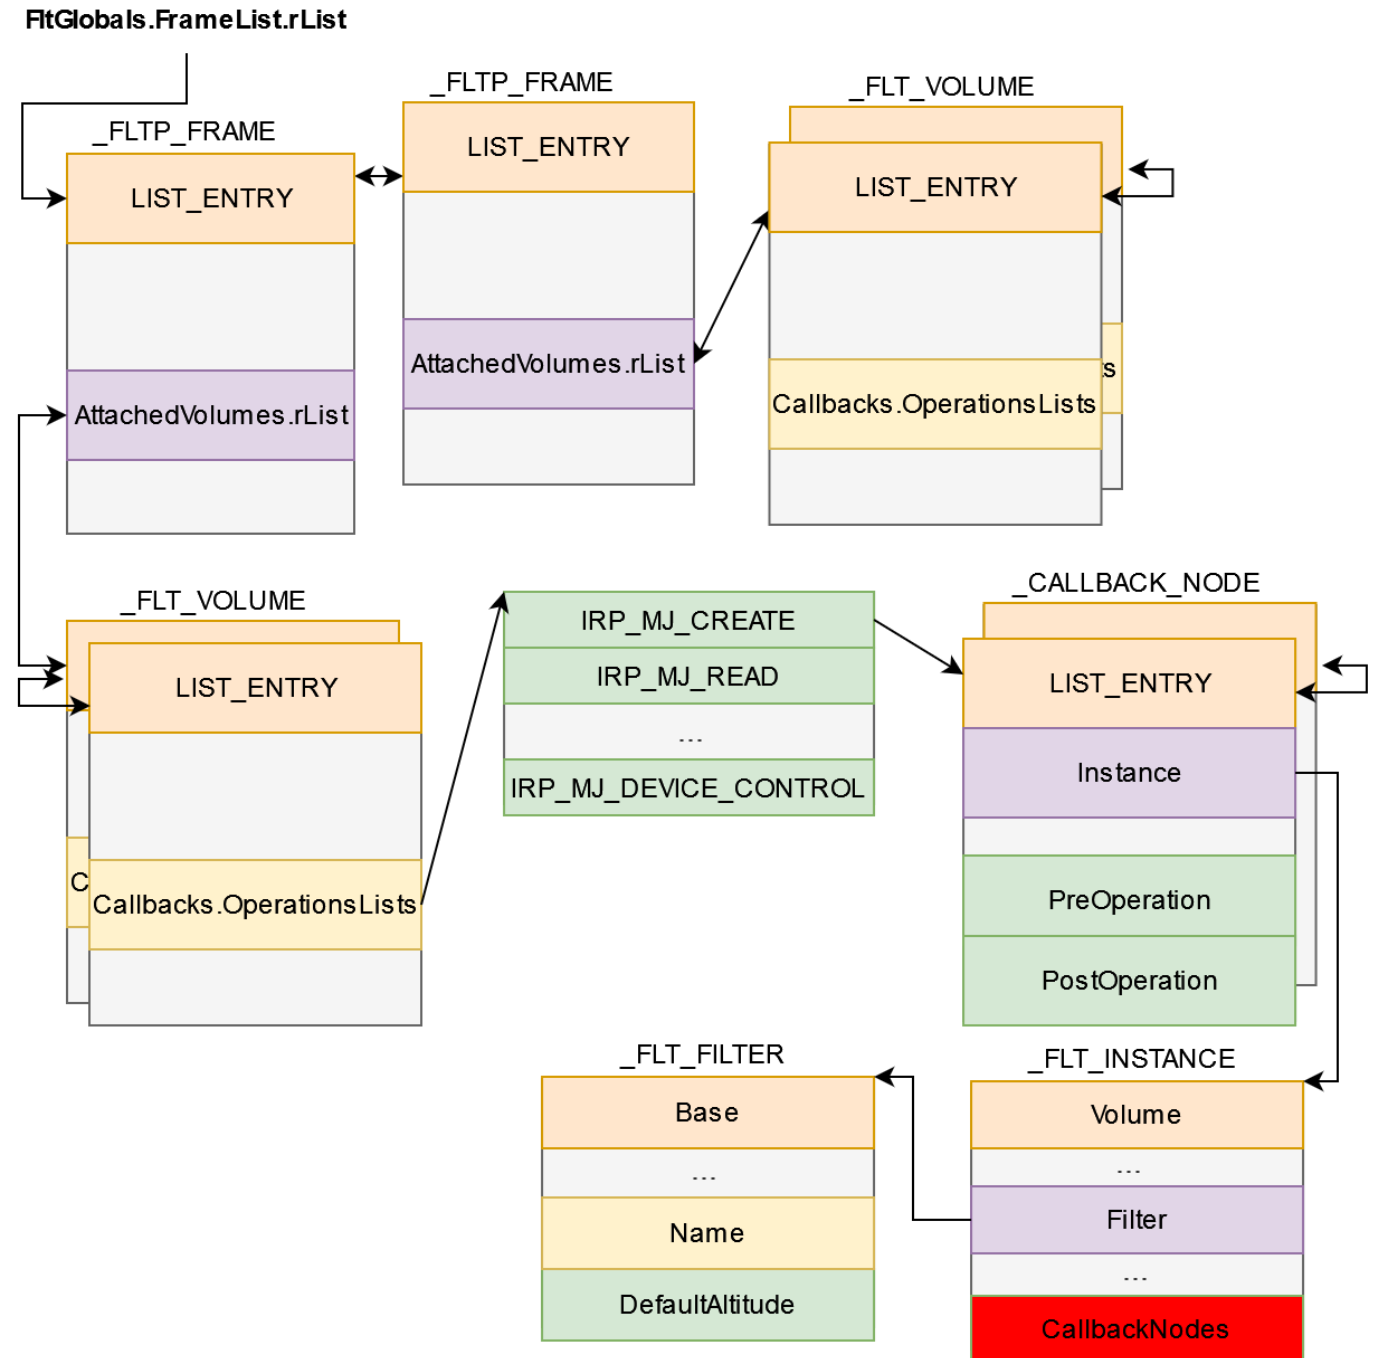 FltGlobals.FrameList.rList
_FLTP_FRAME
_FLT_VOLUME
_FLTP_FRAME
LIST_ENTRY
LIST_ENTRY
LIST_ENTRY
AttachedVolumes.rList
ts
Callbacks.OperationsLists
AttachedVolumes.rList
_CALLBACK_NODE
_FLT_VOLUME
IRP_MJ_CREATE
LIST_ENTRY
LIST_ENTRY
IRP_MJ_READ
...
IRP_MJ_DEVICE_CONTROL
Instance
C
Callbacks.OperationsLists
PreOperation
PostOperation
_FLT_FILTER
_FLT_INSTANCE
Base
Volume
...
...
Name
Filter
...
DefaultAltitude
CallbackNodes